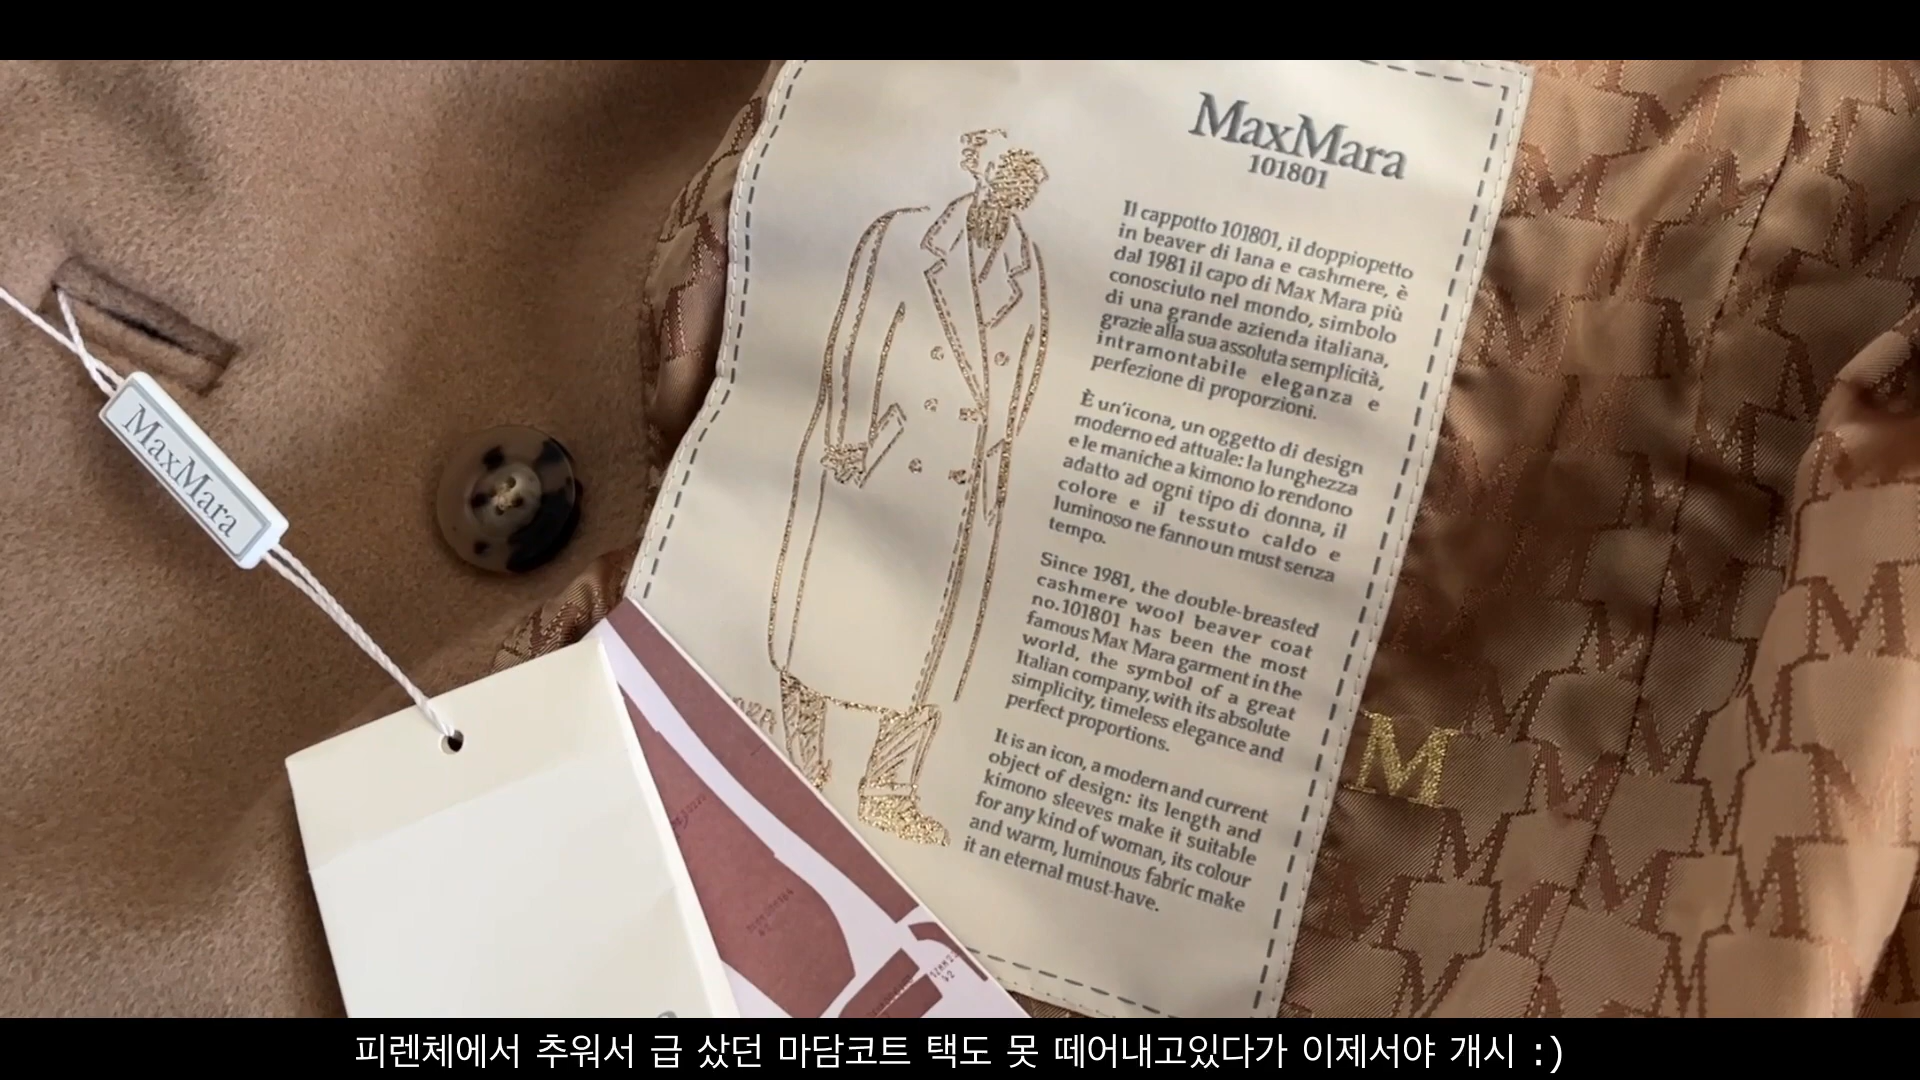 MaxMara
101801
Il cappotto 101801, il doppiopetto
in beaver di lana e cashmere, è
dal 1981 il capo di Max Mara più
conosciuto nel mondo, simbolo
di una grande azienda italiana,
grazie alla sua assoluta semplicità,
intramontabile eleganza e
perfezione di proporzioni.
È un'icona, un oggetto di design
moderno ed attuale: la lunghezza
e le maniche a kimono lo rendono
adatto ad ogni tipo di donna, il
colore e il tessuto caldo e
luminoso ne fanno un must senza
tempo.
Since 1981, the double-breasted
cashmere wool beaver coat
no.101801 has been the most
famous Max Mara garment in the
world, the symbol of a great
Italian company, with its absolute
simplicity, timeless elegance and
perfect proportions.
It is an icon, a modern and current
object of design: its length and
kimono sleeves make it suitable
for any kind of woman, its colour
and warm, luminous fabric make
it an eternal must-have.
MaxMara
M
피렌체에서 추워서 급 샀던 마담코트 택도 못 떼어내고있다가 이제서야 개시 :)